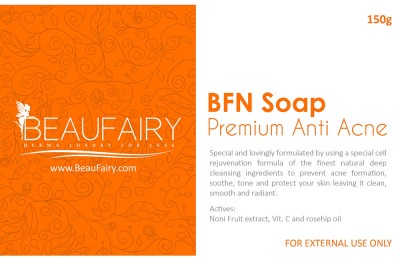 150g
BEAUFAIRY
DERMA LUXURY FOR LESS
www.BeauFairy.com
BFN Soap
Premium Anti Acne
Special and lovingly formulated by using a special cell
rejuvenation formula of the finest natural deep
cleansing ingredients to prevent acne formation,
soothe, tone and protect your skin leaving it clean,
smooth and radiant.
Actives:
Noni Fruit extract, Vit. C and rosehip oil
FOR EXTERNAL USE ONLY